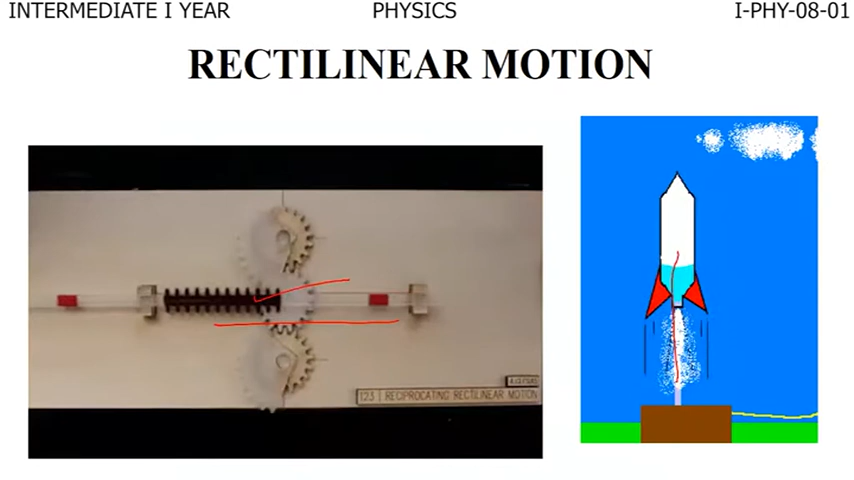 INTERMEDIATE I YEAR PHYSICS I-PHY-08-01
RECTILINEAR MOTION
123 RECIPROCATING RECTILINEAR MOTION